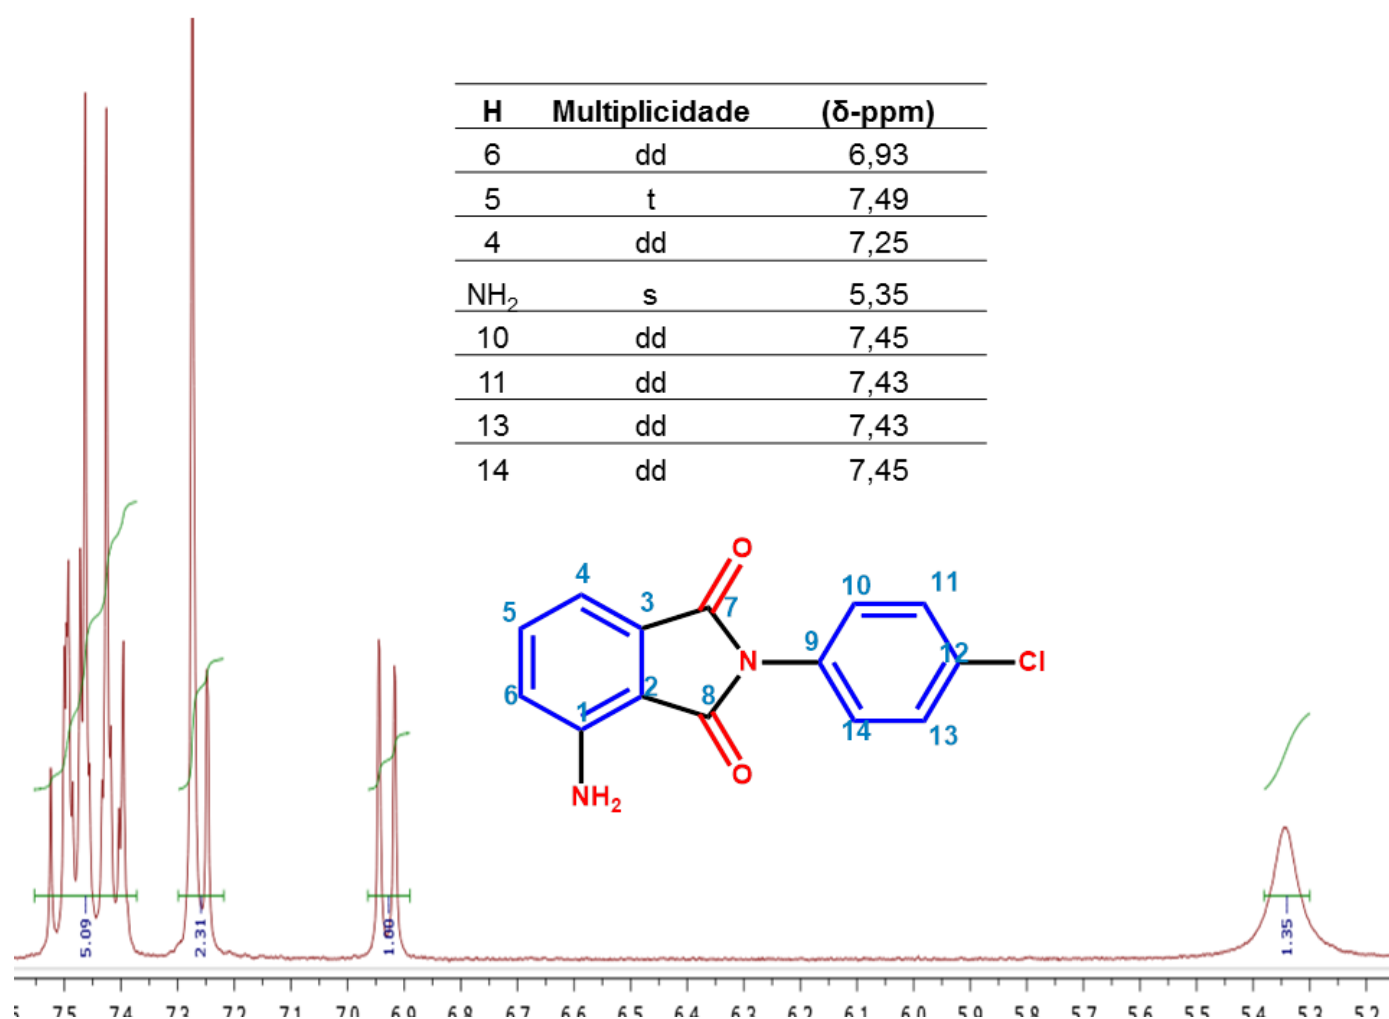 H Multiplicidade (δ-ppm)
6 dd 6,93
5 t 7,49
4 dd 7,25
NH2 s 5,35
10 dd 7,45
11 dd 7,43
13 dd 7,43
14 dd 7,45
O
4 10 11
5 3 7
9 N 12 Cl
6 2 8
1 14 13
O
NH2
5.09 2.31 1.00 1.35
7.5 7.4 7.3 7.2 7.1 7.0 6.9 6.8 6.7 6.6 6.5 6.4 6.3 6.2 6.1 6.0 5.9 5.8 5.7 5.6 5.5 5.4 5.3 5.2